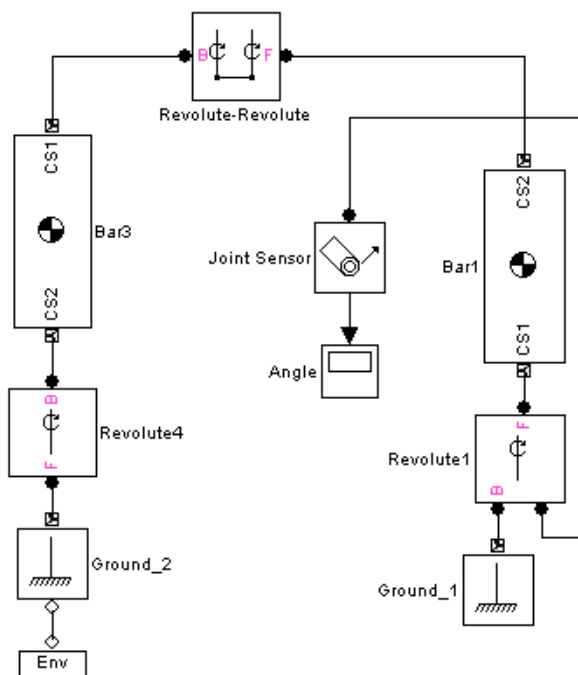 B F
Revolute-Revolute
CS1
Bar3
CS2
CS2
Bar1
CS1
Joint Sensor
Angle
B
Revolute4
F
F
Revolute1
B
Ground_2
Ground_1
Env